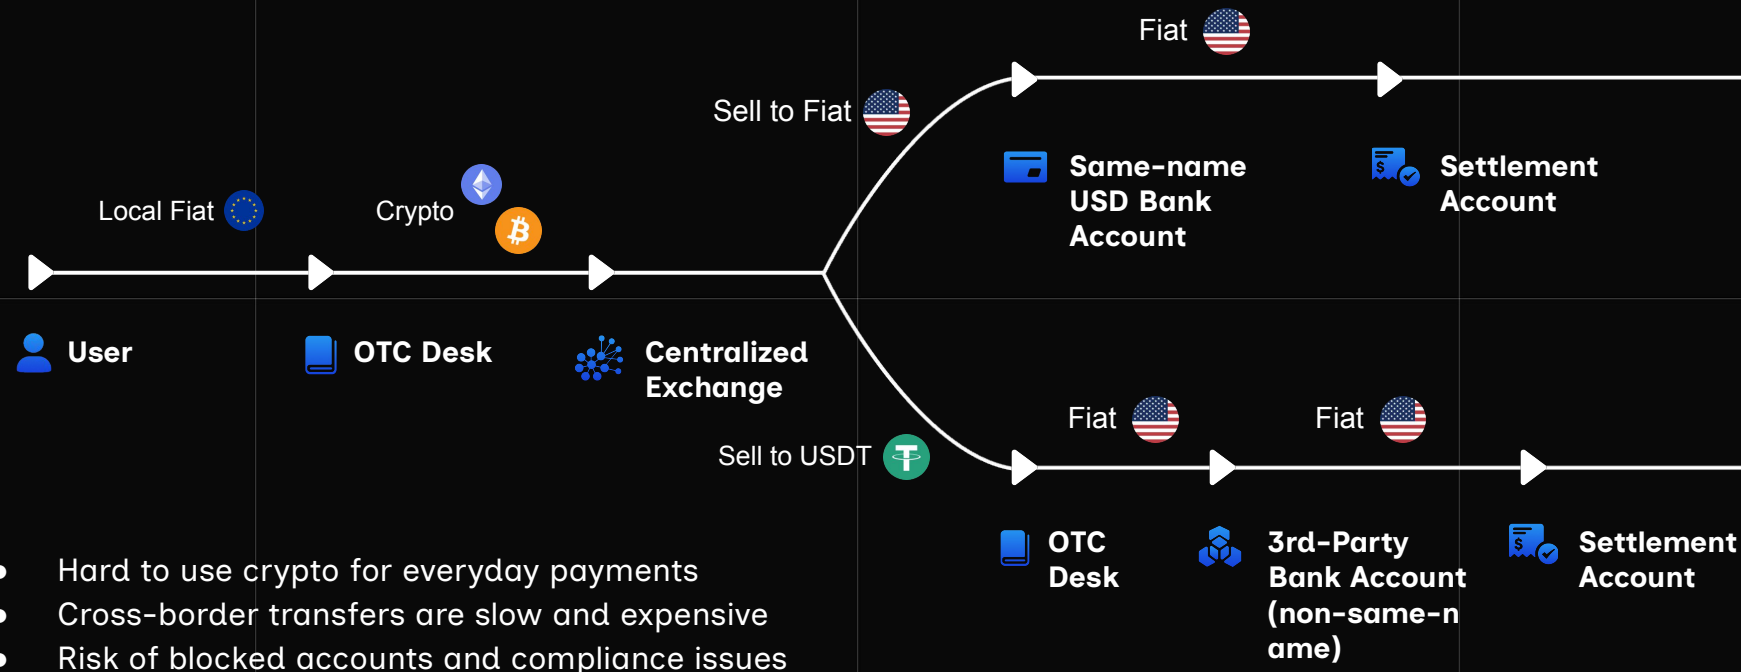 Fiat
Sell to Fiat
Same-name
USD Bank
Account
Settlement
Account
Local Fiat
Crypto
User
OTC Desk
Centralized
Exchange
Sell to USDT
Fiat
Fiat
OTC
Desk
3rd-Party
Bank Account
(non-same-n
ame)
Settlement
Account
Hard to use crypto for everyday payments
Cross-border transfers are slow and expensive
Risk of blocked accounts and compliance issues